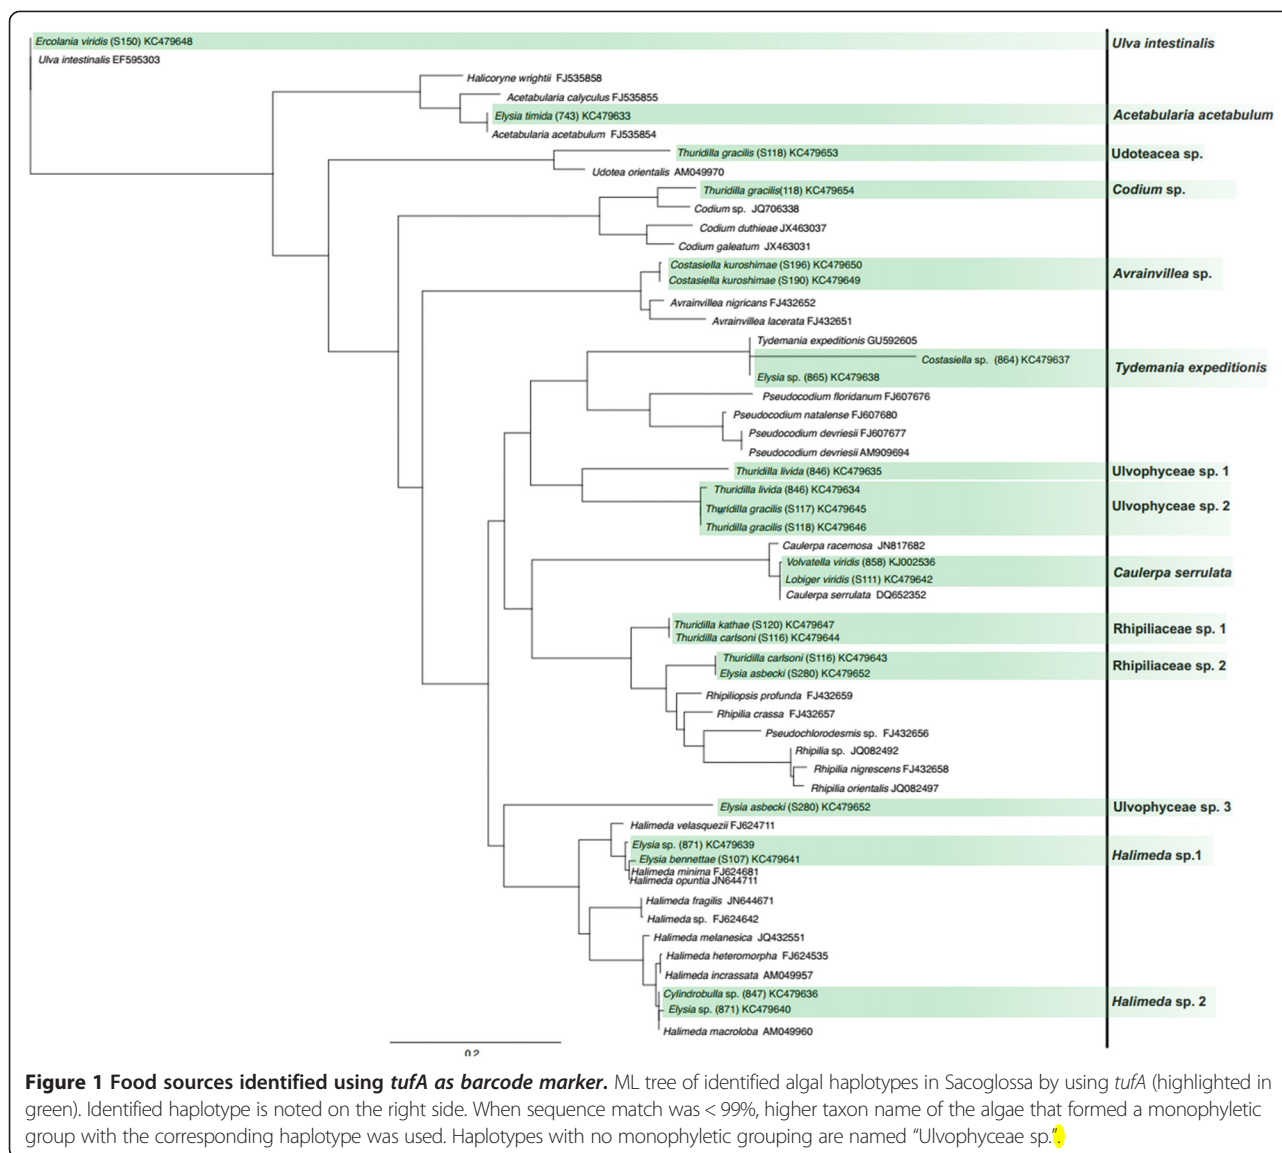 Ercolania viridis (S150) KC479648
Ulva intestinalis
Ulva intestinalis EF595303
Halicoryne wrightii FJ535858
Acetabularia calyculus FJ535855
Elysia timida (743) KC479633
Acetabularia acetabulum
Acetabularia acetabulum FJ535854
Thuridilla gracilis (S118) KC479653
Udoteacea sp.
Udotea orientalis AM049970
Thuridilla gracilis(118) KC479654
Codium sp.
Codium sp. JQ706338
Codium duthieae JX463037
Codium galeatum JX463031
Costasiella kuroshimae (S196) KC479650
Avrainvillea sp.
Costasiella kuroshimae (S190) KC479649
Avrainvillea nigricans FJ432652
Avrainvillea lacerata FJ432651
Tydemania expeditionis GU592605
Costasiella sp. (864) KC479637
Tydemania expeditionis
Elysia sp. (865) KC479638
Pseudocodium floridanum FJ607676
Pseudocodium natalense FJ607680
Pseudocodium devriesii FJ607677
Pseudocodium devriesii AM909694
Thuridilla livida (846) KC479635
Ulvophyceae sp. 1
Thuridilla livida (846) KC479634
Thuridilla gracilis (S117) KC479645
Ulvophyceae sp. 2
Thuridilla gracilis (S118) KC479646
Caulerpa racemosa JN817682
Volvatella viridis (858) KJ002536
Caulerpa serrulata
Lobiger viridis (S111) KC479642
Caulerpa serrulata DQ652352
Thuridilla kathae (S120) KC479647
Rhipiliaceae sp. 1
Thuridilla carlsoni (S116) KC479644
Thuridilla carlsoni (S116) KC479643
Rhipiliaceae sp. 2
Elysia asbecki (S280) KC479652
Rhipiliopsis profunda FJ432659
Rhipilia crassa FJ432657
Pseudochlorodesmis sp. FJ432656
Rhipilia sp. JQ082492
Rhipilia nigrescens FJ432658
Rhipilia orientalis JQ082497
Elysia asbecki (S280) KC479652
Ulvophyceae sp. 3
Halimeda velasquezii FJ624711
Elysia sp. (871) KC479639
Halimeda sp.1
Elysia bennettae (S107) KC479641
Halimeda minima FJ624681
Halimeda opuntia JN644711
Halimeda fragilis JN644671
Halimeda sp. FJ624642
Halimeda melanesica JQ432551
Halimeda heteromorpha FJ624535
Halimeda incrassata AM049957
Cylindrobulla sp. (847) KC479636
Halimeda sp. 2
Elysia sp. (871) KC479640
Halimeda macroloba AM049960
0.2
Figure 1 Food sources identified using tufA as barcode marker. ML tree of identified algal haplotypes in Sacoglossa by using tufA (highlighted in
green). Identified haplotype is noted on the right side. When sequence match was < 99%, higher taxon name of the algae that formed a monophyletic
group with the corresponding haplotype was used. Haplotypes with no monophyletic grouping are named “Ulvophyceae sp.”.